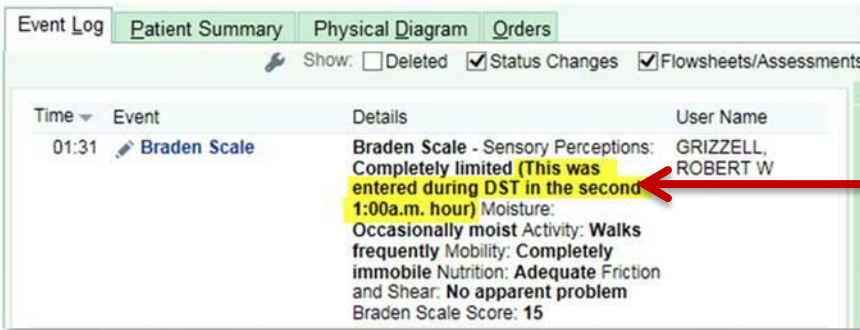 Event Log Patient Summary Physical Diagram Orders
Show: Deleted Status Changes Flowsheets/Assessments
Time Event Details User Name
01:31 Braden Scale Braden Scale - Sensory Perceptions: GRIZZELL,
Completely limited (This was ROBERT W
entered during DST in the second
1:00a.m. hour) Moisture:
Occasionally moist Activity: Walks
frequently Mobility: Completely
immobile Nutrition: Adequate Friction
and Shear: No apparent problem
Braden Scale Score: 15